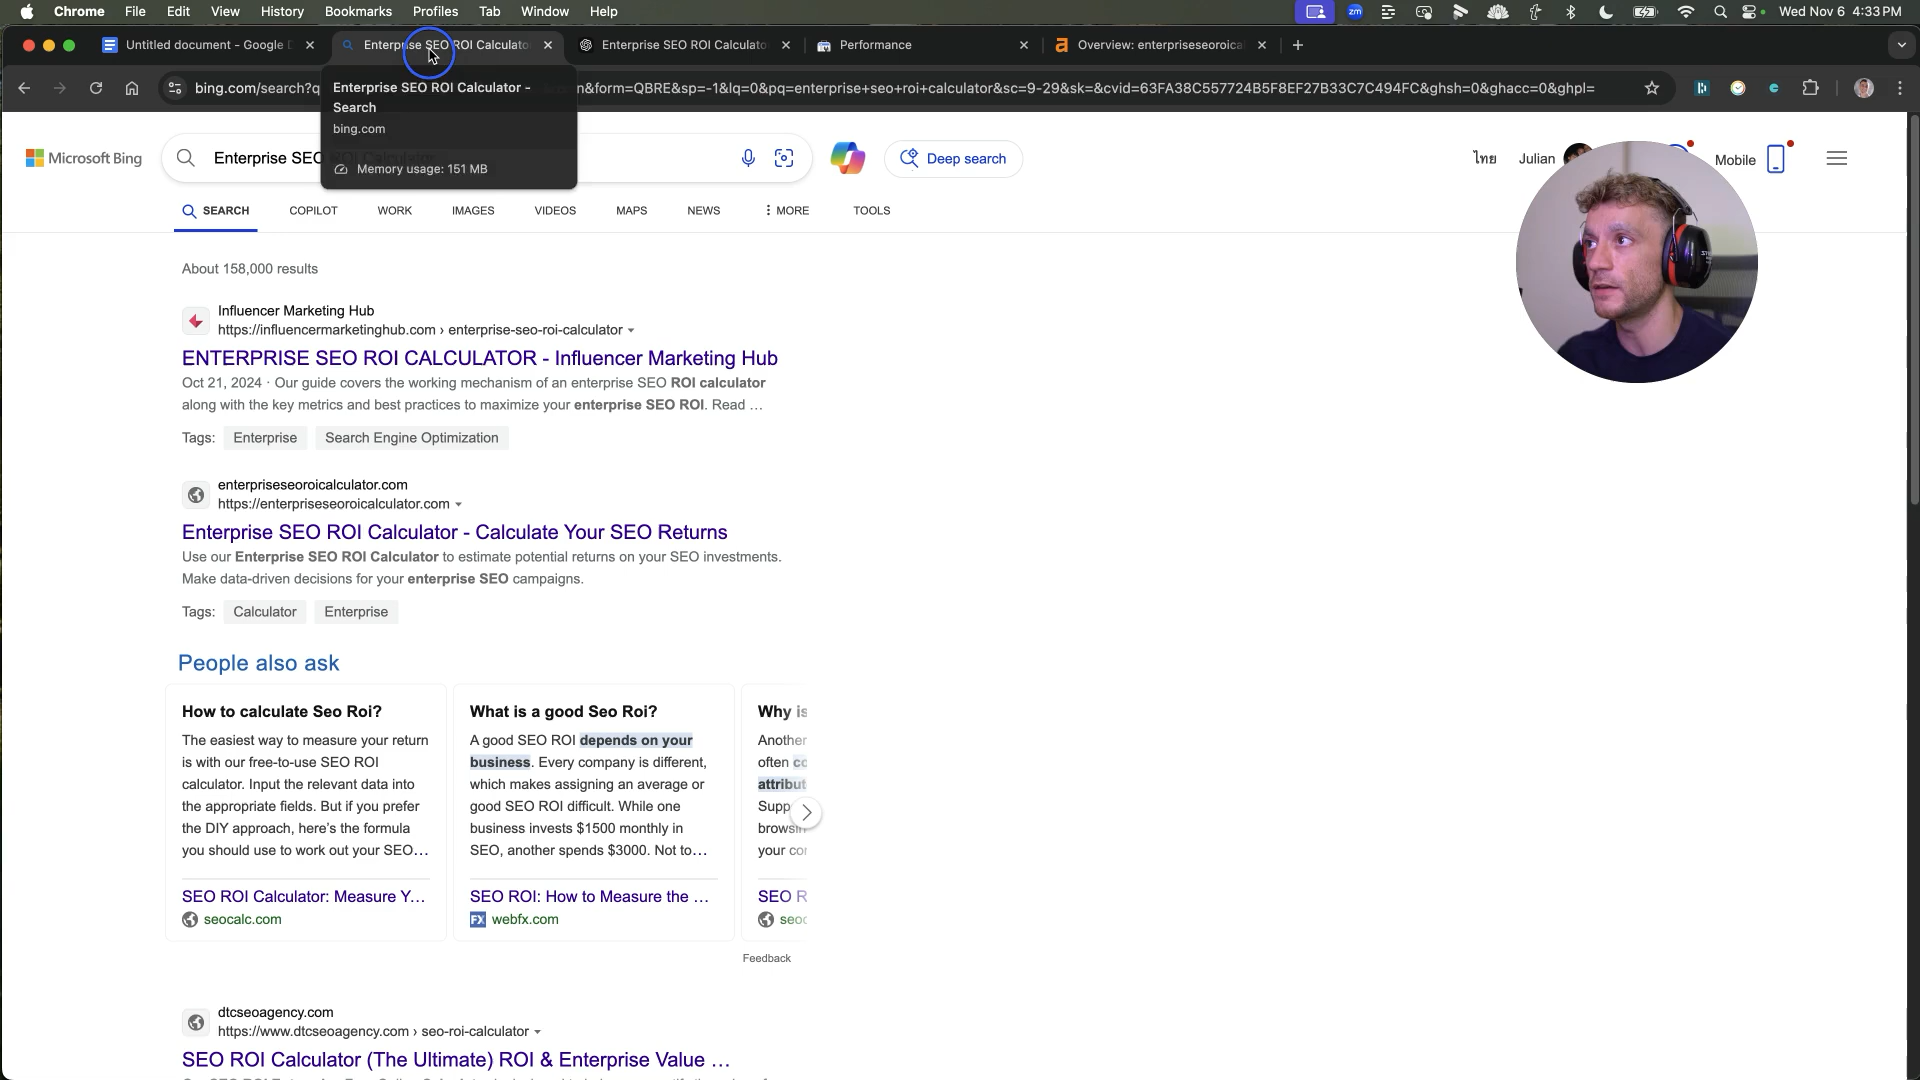 Chrome File Edit View History Bookmarks Profiles Tab Window Help
zm
Wed Nov 6 4:33 PM
Untitled document - Google D
Enterprise SEO ROI Calculato
Enterprise SEO ROI Calculato
Performance
Overview: enterpriseseoroica
bing.com/search?q
n&form=QBRE&sp=-1&lq=0&pq=enterprise+seo+roi+calculator&sc=9-29&sk=&cvid=63FA38C557724B5F8EF27B33C7C494FC&ghsh=0&ghacc=0&ghpl=
Enterprise SEO ROI Calculator -
Search
bing.com
Memory usage: 151 MB
Microsoft Bing
Enterprise SEO
Deep search
ไทย
Julian
Mobile
SEARCH COPILOT WORK IMAGES VIDEOS MAPS NEWS MORE TOOLS
About 158,000 results
Influencer Marketing Hub
https://influencermarketinghub.com › enterprise-seo-roi-calculator
ENTERPRISE SEO ROI CALCULATOR - Influencer Marketing Hub
Oct 21, 2024 · Our guide covers the working mechanism of an enterprise SEO ROI calculator
along with the key metrics and best practices to maximize your enterprise SEO ROI. Read …
Tags: Enterprise Search Engine Optimization
enterpriseseoroicalculator.com
https://enterpriseseoroicalculator.com
Enterprise SEO ROI Calculator - Calculate Your SEO Returns
Use our Enterprise SEO ROI Calculator to estimate potential returns on your SEO investments.
Make data-driven decisions for your enterprise SEO campaigns.
Tags: Calculator Enterprise
People also ask
How to calculate Seo Roi?
The easiest way to measure your return
is with our free-to-use SEO ROI
calculator. Input the relevant data into
the appropriate fields. But if you prefer
the DIY approach, here's the formula
you should use to work out your SEO…
SEO ROI Calculator: Measure Y…
seocalc.com
What is a good Seo Roi?
A good SEO ROI depends on your
business. Every company is different,
which makes assigning an average or
good SEO ROI difficult. While one
business invests $1500 monthly in
SEO, another spends $3000. Not to…
SEO ROI: How to Measure the …
FX webfx.com
Why is
Another
often co
attribut
Supp
browsin
your cor
SEO R
seoc
Feedback
dtcseoagency.com
https://www.dtcseoagency.com › seo-roi-calculator
SEO ROI Calculator (The Ultimate) ROI & Enterprise Value …